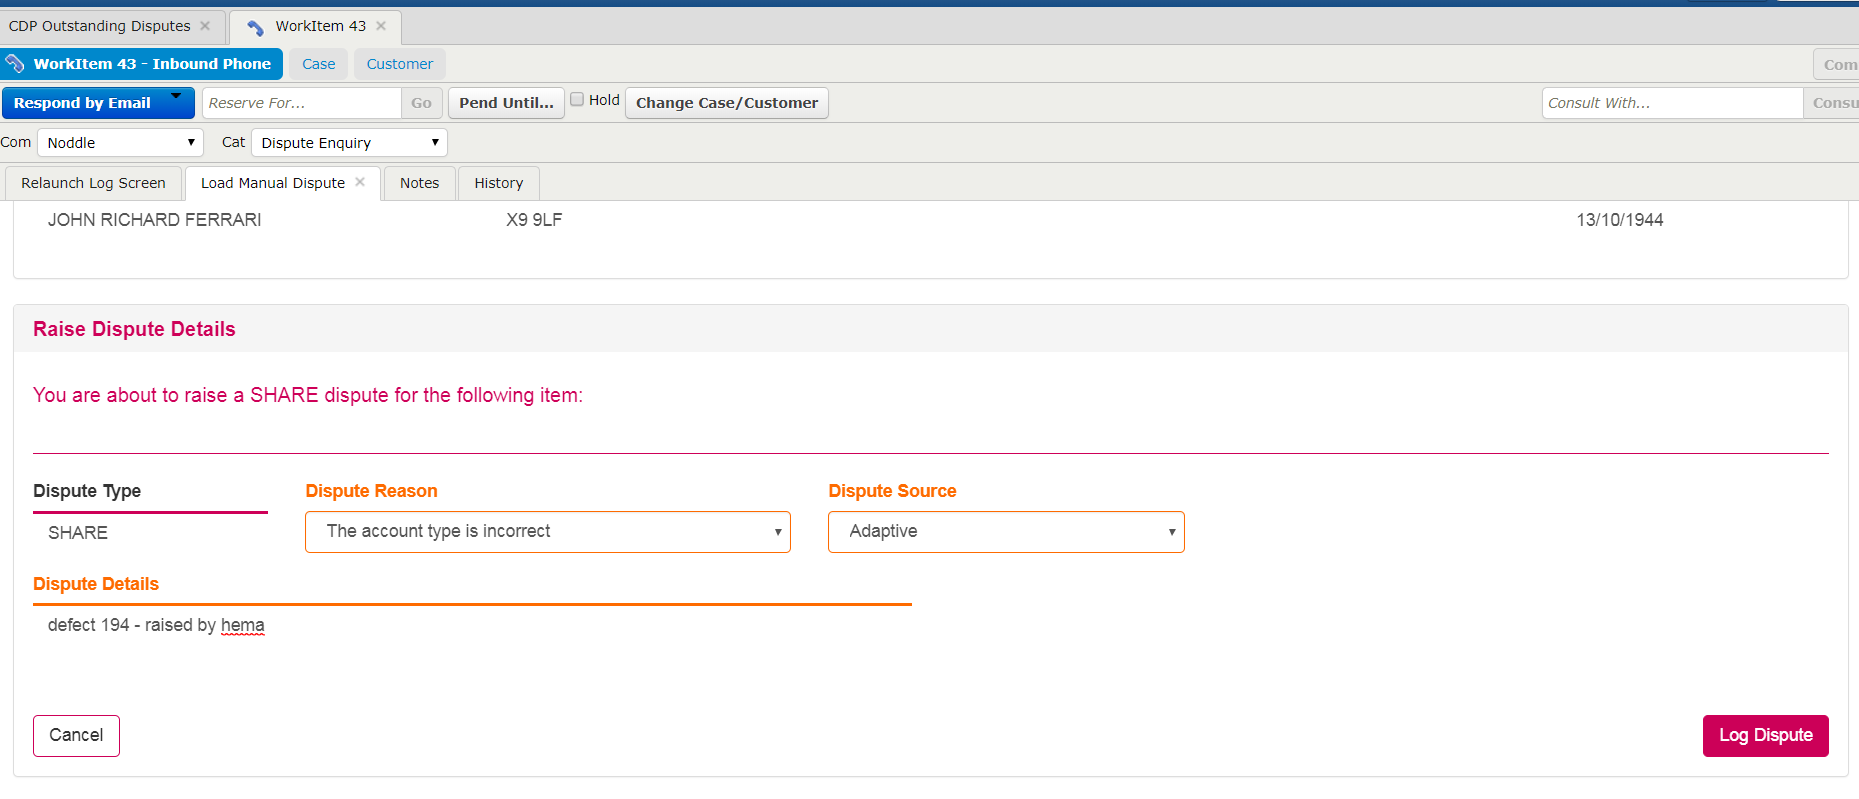 CDP Outstanding Disputes
WorkItem 43
WorkItem 43 - Inbound Phone Case Customer
Respond by Email Reserve For... Go Pend Until... Hold Change Case/Customer Consult With...
Com Noddle Cat Dispute Enquiry
Relaunch Log Screen Load Manual Dispute Notes History
JOHN RICHARD FERRARI X9 9LF 13/10/1944
Raise Dispute Details
You are about to raise a SHARE dispute for the following item:
Dispute Type Dispute Reason Dispute Source
SHARE The account type is incorrect Adaptive
Dispute Details
defect 194 - raised by hema
Cancel Log Dispute